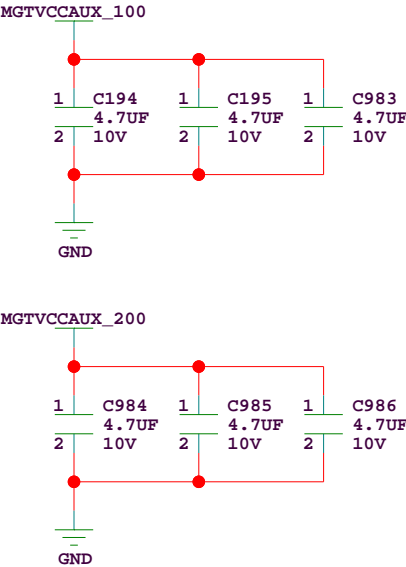 MGTVCCAUX_100
1 C194 1 C195 1 C983
4.7UF 4.7UF 4.7UF
2 10V 2 10V 2 10V
GND
MGTVCCAUX_200
1 C984 1 C985 1 C986
4.7UF 4.7UF 4.7UF
2 10V 2 10V 2 10V
GND